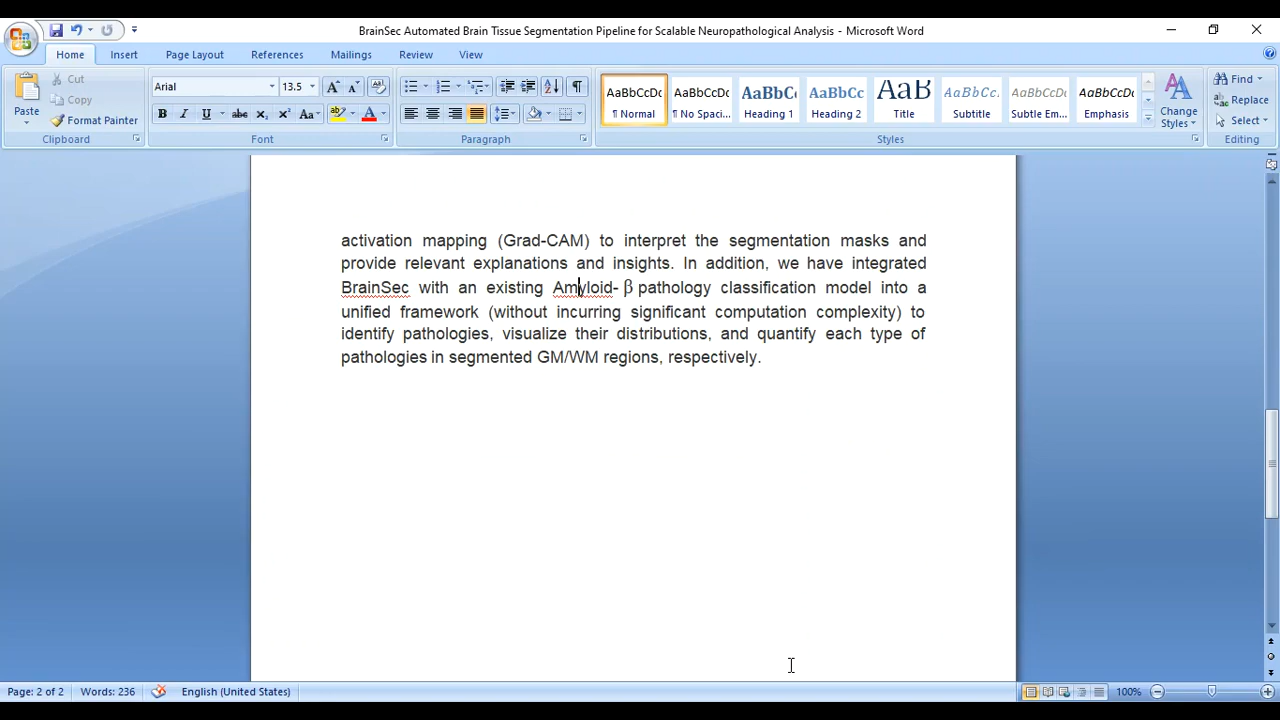 BrainSec Automated Brain Tissue Segmentation Pipeline for Scalable Neuropathological Analysis - Microsoft Word
Home Insert Page Layout References Mailings Review View
Cut
Copy
Format Painter
Paste
Clipboard
Arial 13.5
B I U abc x₂ x² Aa A
Font
Paragraph
AaBbCcDc AaBbCcDc AaBbC AaBbCc AaB AaBbCc. AaBbCcDc AaBbCcDc
¶ Normal ¶ No Spaci... Heading 1 Heading 2 Title Subtitle Subtle Em... Emphasis
Change
Styles
Styles
Find
Replace
Select
Editing
activation mapping (Grad-CAM) to interpret the segmentation masks and
provide relevant explanations and insights. In addition, we have integrated
BrainSec with an existing Amyloid- β pathology classification model into a
unified framework (without incurring significant computation complexity) to
identify pathologies, visualize their distributions, and quantify each type of
pathologies in segmented GM/WM regions, respectively.
Page: 2 of 2 Words: 236 English (United States) 100%